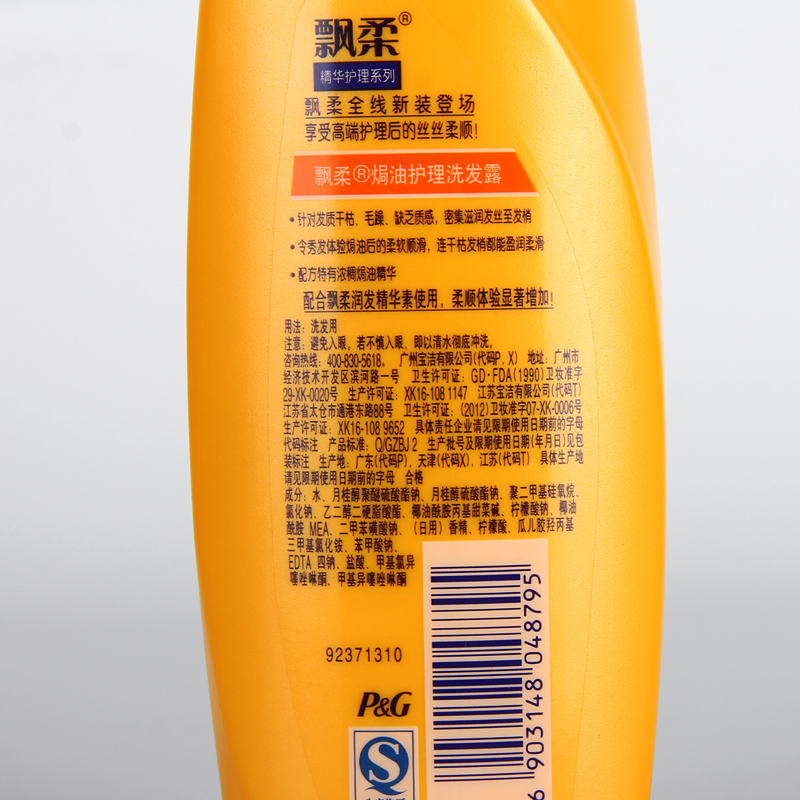 飘柔®
精华护理系列
飘柔全线新装登场
享受高端护理后的丝丝柔顺!
飘柔®焗油护理洗发露
• 针对发质干枯、毛躁、缺乏质感，密集滋润发丝至发梢
• 令秀发体验焗油后的柔软顺滑，连干枯发梢都能盈润柔滑
• 配方特有浓稠焗油精华
配合飘柔润发精华素使用，柔顺体验显著增加!
用法：洗发用
注意：避免入眼。若不慎入眼，即以清水彻底冲洗。
咨询热线：400-830-5618。 广州宝洁有限公司(代码P，X) 地址：广州市
经济技术开发区滨河路一号 卫生许可证：GD·FDA(1990)卫妆准字
29-XK-0020号 生产许可证：XK16-108 1147 江苏宝洁有限公司(代码T)
江苏省太仓市通港东路88号 卫生许可证：(2012)卫妆准字07-XK-0006号
生产许可证：XK16-108 9652 具体责任企业请见限期使用日期前的字母
代码标注 产品标准：Q/GZBJ 2 生产批号及限期使用日期(年月日)见包
装标注 生产地：广东(代码P)，天津(代码X)，江苏(代码T) 具体生产地
请见限期使用日期前的字母 合格
成分：水、月桂醇聚醚硫酸酯钠、月桂醇硫酸酯钠、聚二甲基硅氧烷、
氯化钠、乙二醇二硬脂酸酯、椰油酰胺丙基甜菜碱、柠檬酸钠、椰油
酰胺 MEA、二甲苯磺酸钠、（日用）香精、柠檬酸、瓜儿胶羟丙基
三甲基氯化铵、苯甲酸钠、
EDTA 四钠、盐酸、甲基氯异
噻唑啉酮、甲基异噻唑啉酮
92371310
P&G
6 903148 048795